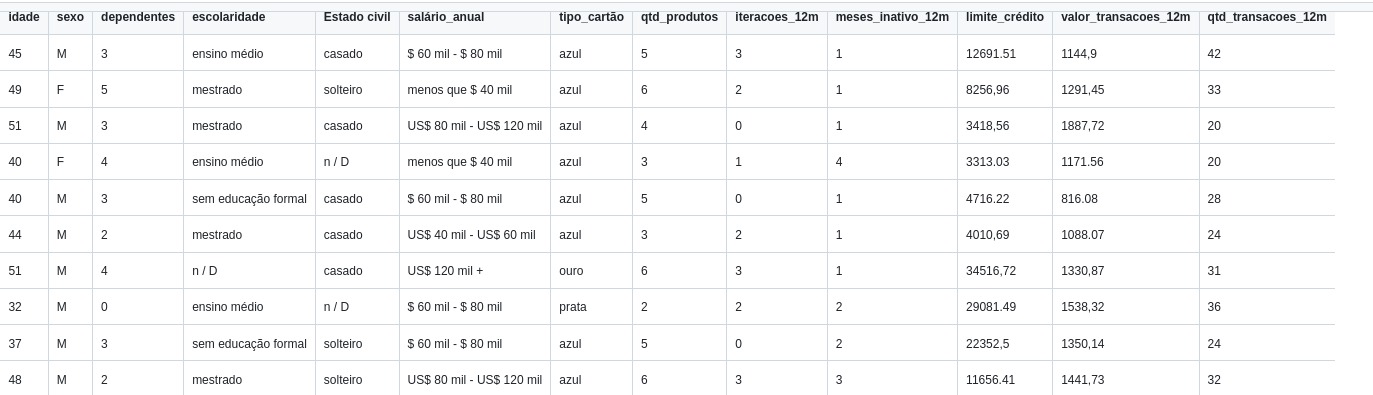 idade sexo dependentes escolaridade Estado civil salário_anual tipo_cartão qtd_produtos iteracoes_12m meses_inativo_12m limite_crédito valor_transacoes_12m qtd_transacoes_12m
45 M 3 ensino médio casado $ 60 mil - $ 80 mil azul 5 3 1 12691.51 1144,9 42
49 F 5 mestrado solteiro menos que $ 40 mil azul 6 2 1 8256,96 1291,45 33
51 M 3 mestrado casado US$ 80 mil - US$ 120 mil azul 4 0 1 3418,56 1887,72 20
40 F 4 ensino médio n / D menos que $ 40 mil azul 3 1 4 3313.03 1171.56 20
40 M 3 sem educação formal casado $ 60 mil - $ 80 mil azul 5 0 1 4716.22 816.08 28
44 M 2 mestrado casado US$ 40 mil - US$ 60 mil azul 3 2 1 4010,69 1088.07 24
51 M 4 n / D casado US$ 120 mil + ouro 6 3 1 34516,72 1330,87 31
32 M 0 ensino médio n / D $ 60 mil - $ 80 mil prata 2 2 2 29081.49 1538,32 36
37 M 3 sem educação formal solteiro $ 60 mil - $ 80 mil azul 5 0 2 22352,5 1350,14 24
48 M 2 mestrado solteiro US$ 80 mil - US$ 120 mil azul 6 3 3 11656.41 1441,73 32